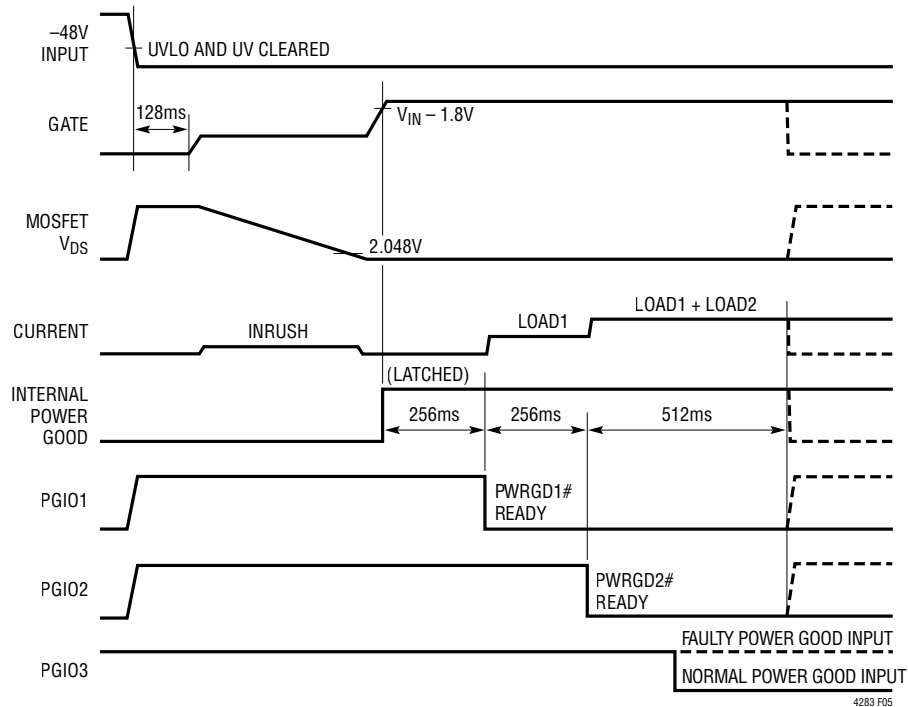 –48V
INPUT
UVLO AND UV CLEARED
128ms
GATE
VIN – 1.8V
MOSFET
VDS
2.048V
CURRENT
INRUSH
LOAD1
LOAD1 + LOAD2
(LATCHED)
INTERNAL
POWER
GOOD
256ms
256ms
512ms
PGIO1
PWRGD1#
READY
PGIO2
PWRGD2#
READY
PGIO3
FAULTY POWER GOOD INPUT
NORMAL POWER GOOD INPUT
4283 F05